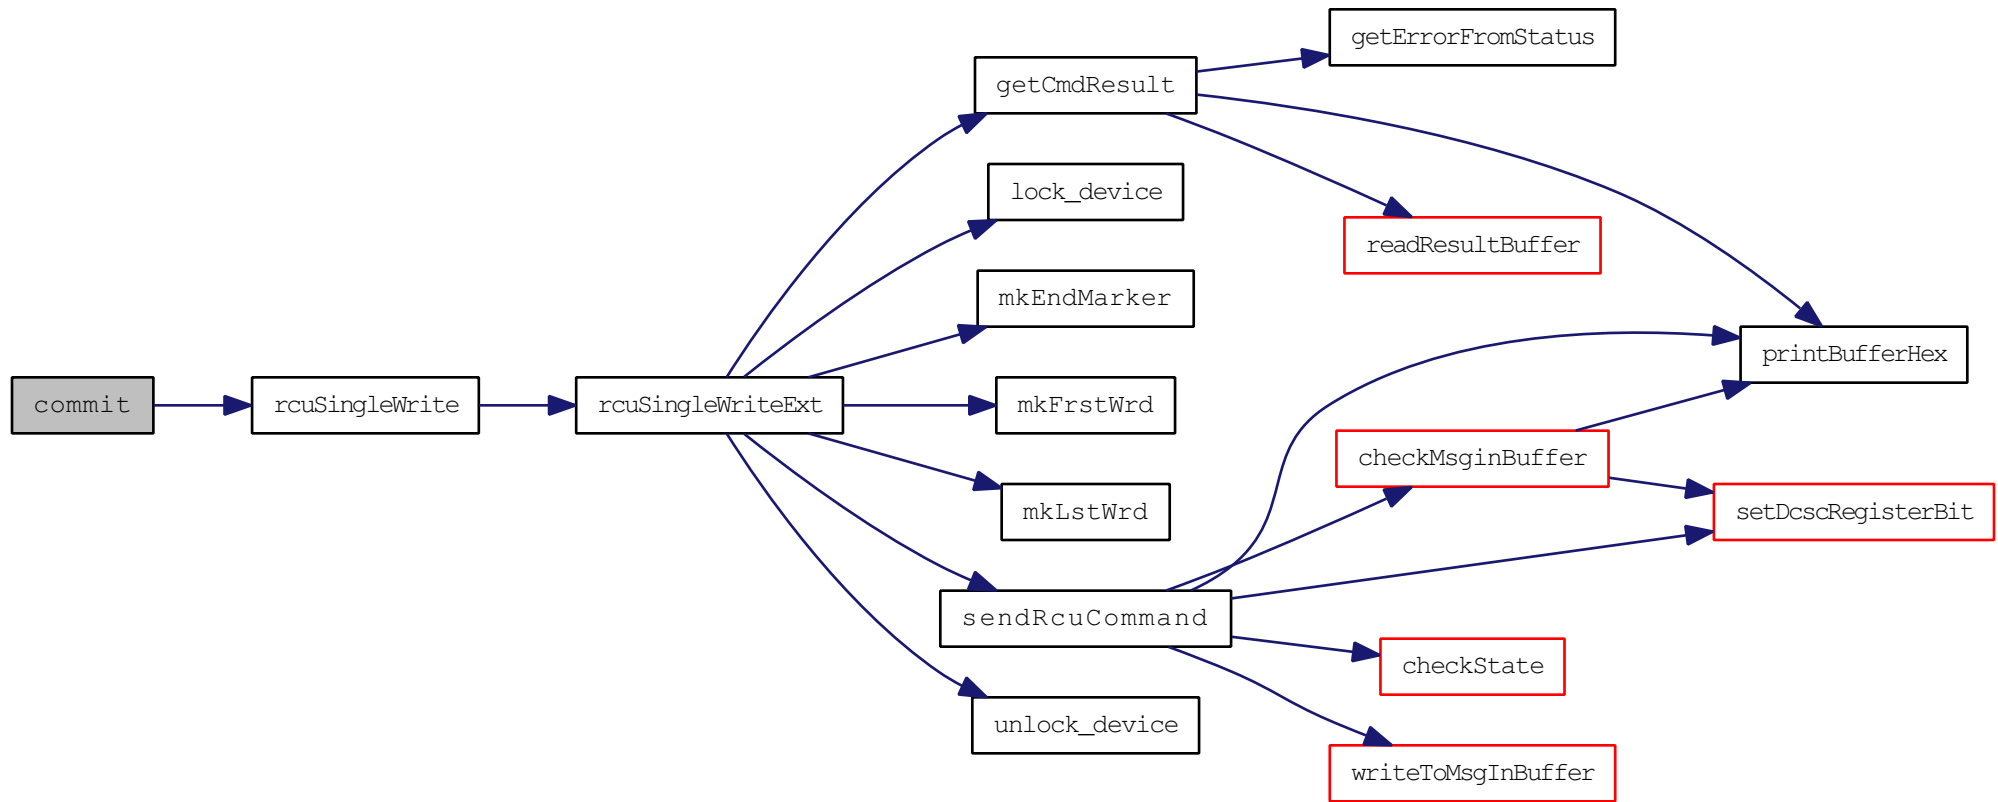 commit
rcuSingleWrite
rcuSingleWriteExt
getCmdResult
lock_device
mkEndMarker
mkFrstWrd
mkLstWrd
sendRcuCommand
unlock_device
getErrorFromStatus
readResultBuffer
checkMsginBuffer
checkState
writeToMsgInBuffer
printBufferHex
setDcscRegisterBit